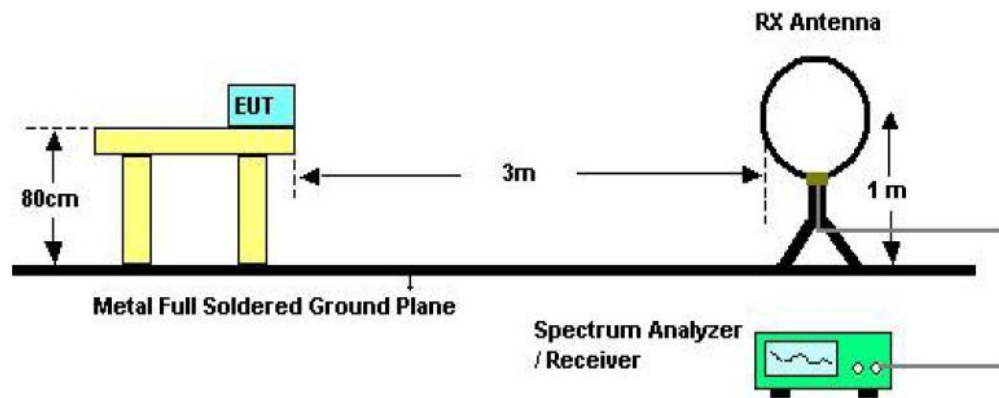 RX Antenna
EUT
3m
80cm
1 m
Metal Full Soldered Ground Plane
Spectrum Analyzer
/ Receiver